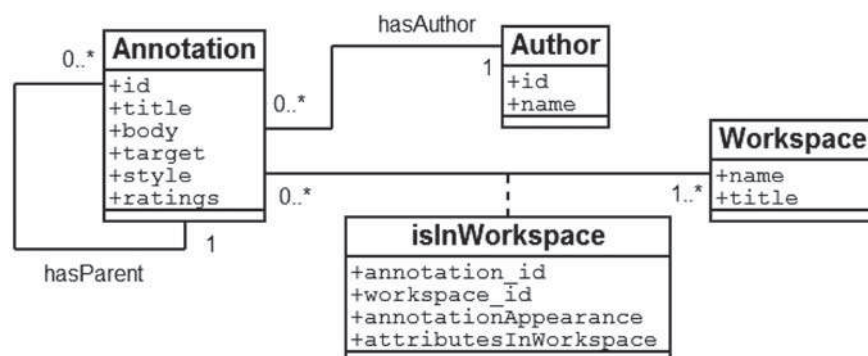 hasAuthor
Annotation
Author
0..*
1
+id
+id
+title
0..*
+name
+body
+target
Workspace
+style
0..*
1..*
+name
+ratings
+title
1
isInWorkspace
hasParent
+annotation_id
+workspace_id
+annotationAppearance
+attributesInWorkspace